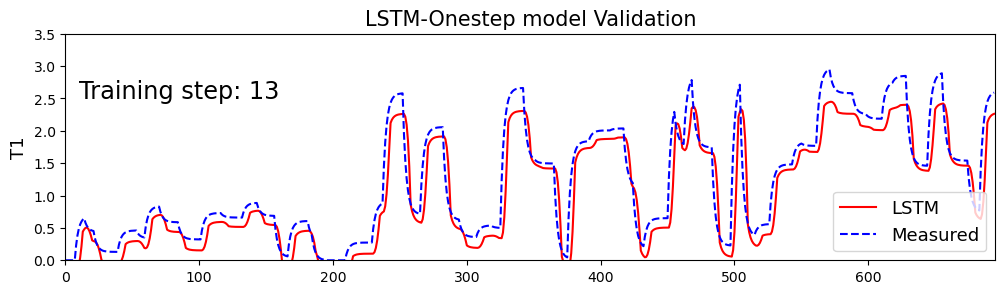 LSTM-Onestep model Validation
3.5
3.0
2.5
2.0
1.5
1.0
0.5
0.0
T1
Training step: 13
LSTM
Measured
0 100 200 300 400 500 600